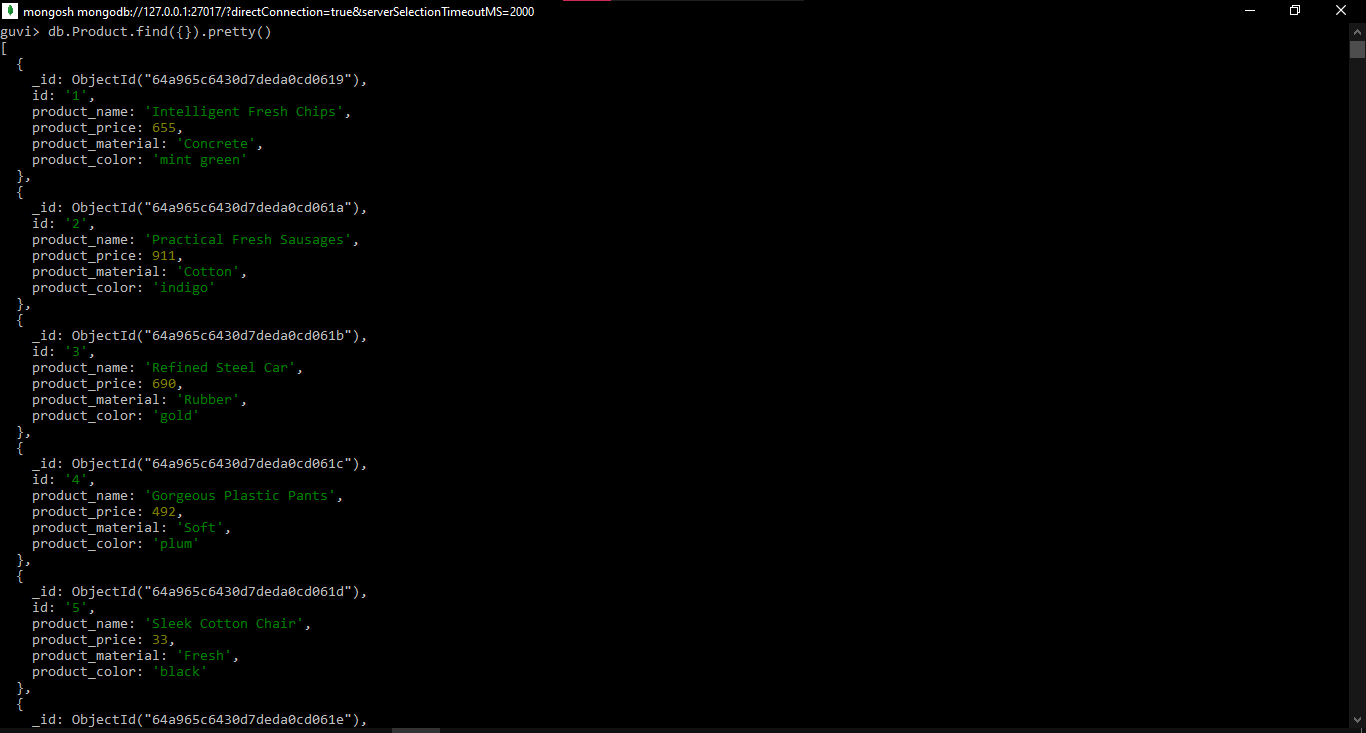 mongosh mongodb://127.0.0.1:27017/?directConnection=true&serverSelectionTimeoutMS=2000
guvi> db.Product.find({}).pretty()
[
  {
    _id: ObjectId("64a965c6430d7deda0cd0619"),
    id: '1',
    product_name: 'Intelligent Fresh Chips',
    product_price: 655,
    product_material: 'Concrete',
    product_color: 'mint green'
  },
  {
    _id: ObjectId("64a965c6430d7deda0cd061a"),
    id: '2',
    product_name: 'Practical Fresh Sausages',
    product_price: 911,
    product_material: 'Cotton',
    product_color: 'indigo'
  },
  {
    _id: ObjectId("64a965c6430d7deda0cd061b"),
    id: '3',
    product_name: 'Refined Steel Car',
    product_price: 690,
    product_material: 'Rubber',
    product_color: 'gold'
  },
  {
    _id: ObjectId("64a965c6430d7deda0cd061c"),
    id: '4',
    product_name: 'Gorgeous Plastic Pants',
    product_price: 492,
    product_material: 'Soft',
    product_color: 'plum'
  },
  {
    _id: ObjectId("64a965c6430d7deda0cd061d"),
    id: '5',
    product_name: 'Sleek Cotton Chair',
    product_price: 33,
    product_material: 'Fresh',
    product_color: 'black'
  },
  {
    _id: ObjectId("64a965c6430d7deda0cd061e"),